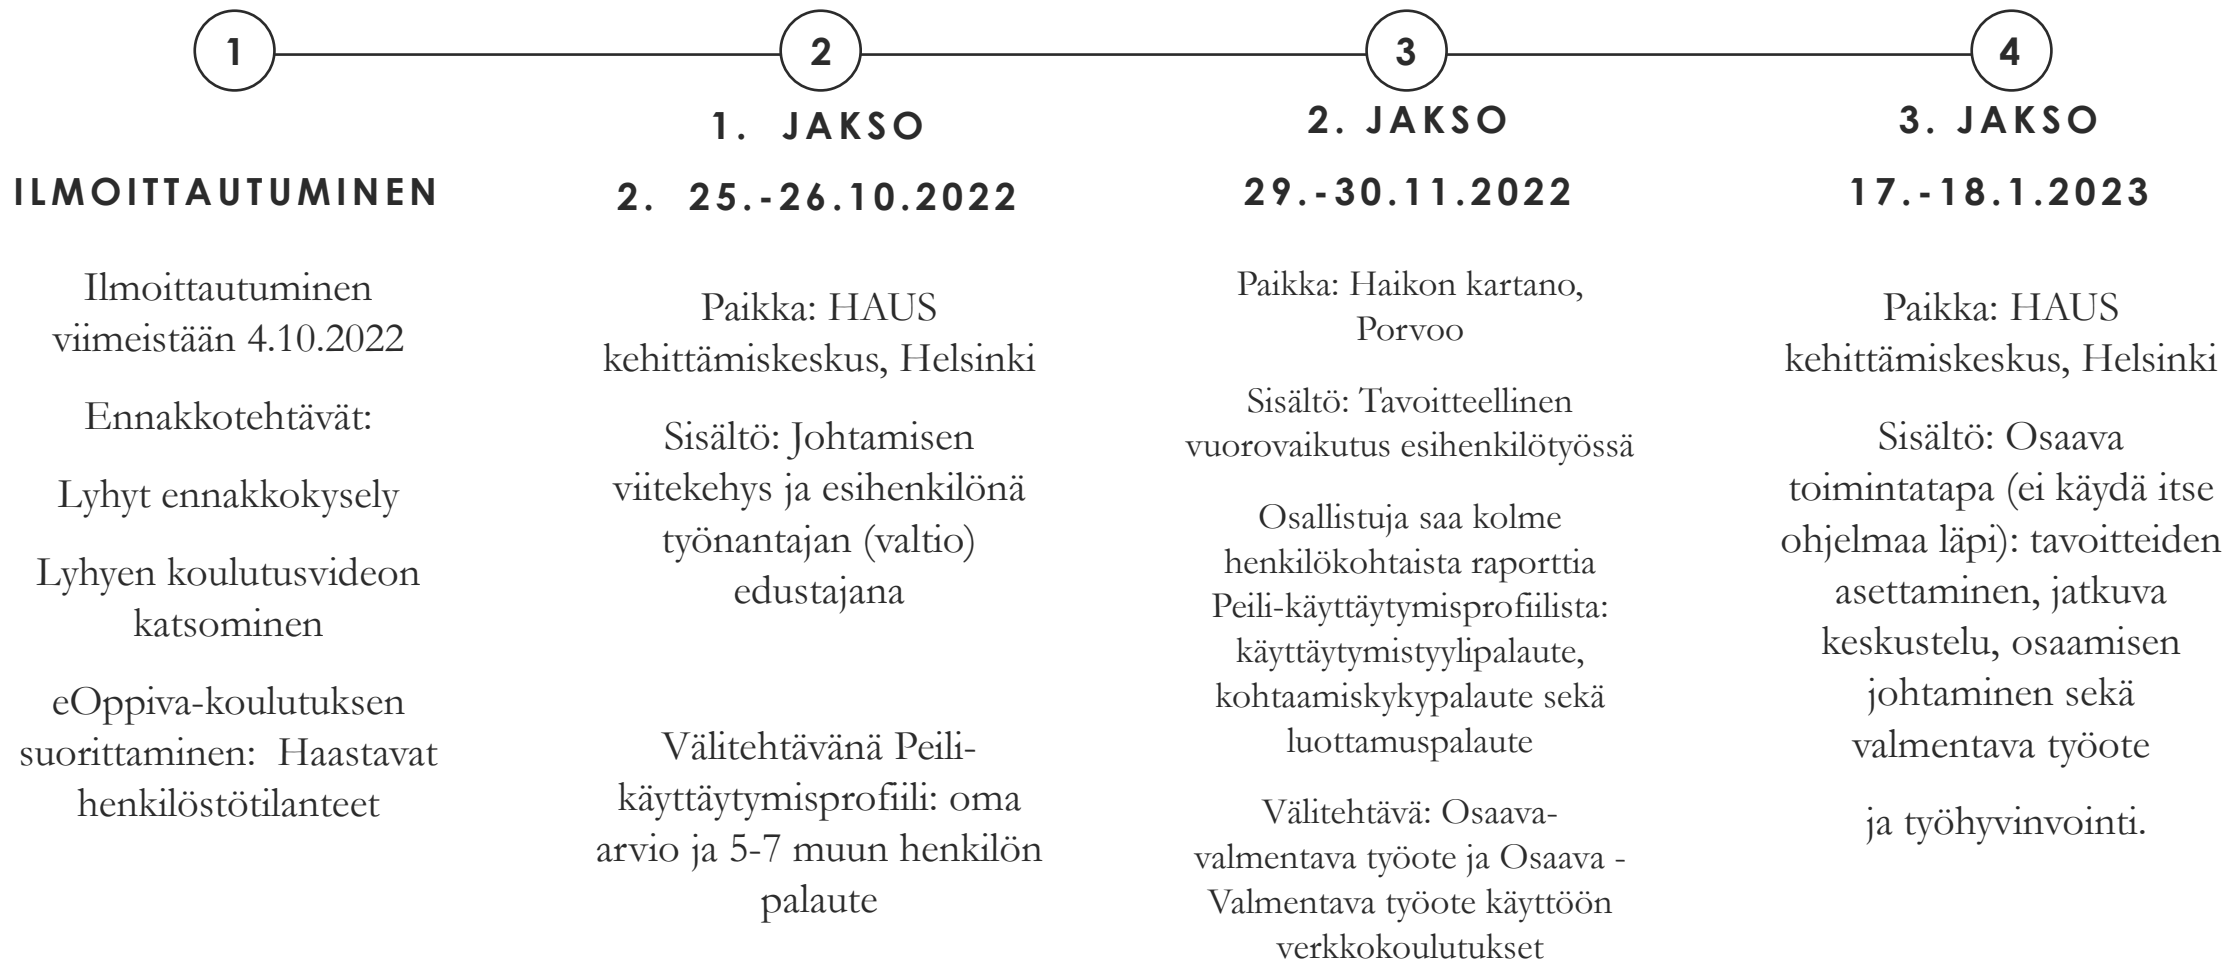 1
ILMOITTAUTUMINEN
Ilmoittautuminen
viimeistään 4.10.2022
Ennakkotehtävät:
Lyhyt ennakkokysely
Lyhyen koulutusvideon
katsominen
eOppiva-koulutuksen
suorittaminen: Haastavat
henkilöstötilanteet
2
1. JAKSO
2. 25.-26.10.2022
Paikka: HAUS
kehittämiskeskus, Helsinki
Sisältö: Johtamisen
viitekehys ja esihenkilönä
työnantajan (valtio)
edustajana
Välitehtävänä Peili-
käyttäytymisprofiili: oma
arvio ja 5-7 muun henkilön
palaute
3
2. JAKSO
29.-30.11.2022
Paikka: Haikon kartano,
Porvoo
Sisältö: Tavoitteellinen
vuorovaikutus esihenkilötyössä
Osallistuja saa kolme
henkilökohtaista raporttia
Peili-käyttäytymisprofiilista:
käyttäytymistyylipalaute,
kohtaamiskykypalaute sekä
luottamuspalaute
Välitehtävä: Osaava-
valmentava työote ja Osaava -
Valmentava työote käyttöön
verkkokoulutukset
4
3. JAKSO
17.-18.1.2023
Paikka: HAUS
kehittämiskeskus, Helsinki
Sisältö: Osaava
toimintatapa (ei käydä itse
ohjelmaa läpi): tavoitteiden
asettaminen, jatkuva
keskustelu, osaamisen
johtaminen sekä
valmentava työote
ja työhyvinvointi.